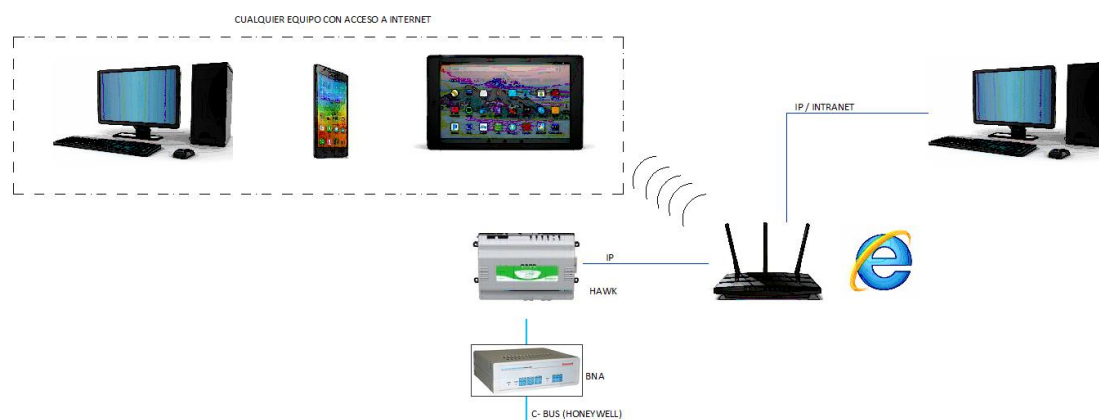 CUALQUIER EQUIPO CON ACCESO A INTERNET
IP / INTRANET
IP
HAWK
BNA
C- BUS (HONEYWELL)